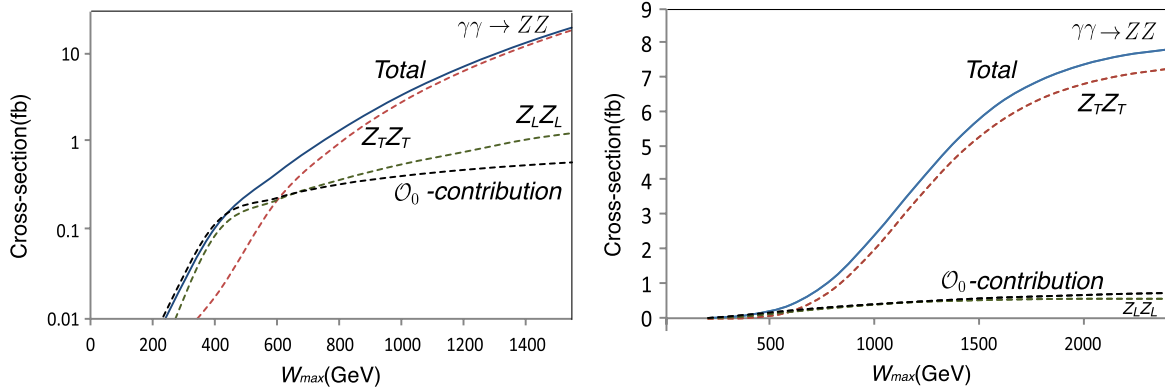 γγ → ZZ
10
Total
Z_LZ_L
1
Z_TZ_T
Cross-section(fb)
𝒪₀ -contribution
0.1
0.01
0 200 400 600 800 1000 1200 1400
W_max(GeV)
9
γγ → ZZ
8
Total
7
Z_TZ_T
6
5
Cross-section(fb)
4
3
2
𝒪₀ -contribution
1
Z_LZ_L
0
500 1000 1500 2000
W_max(GeV)